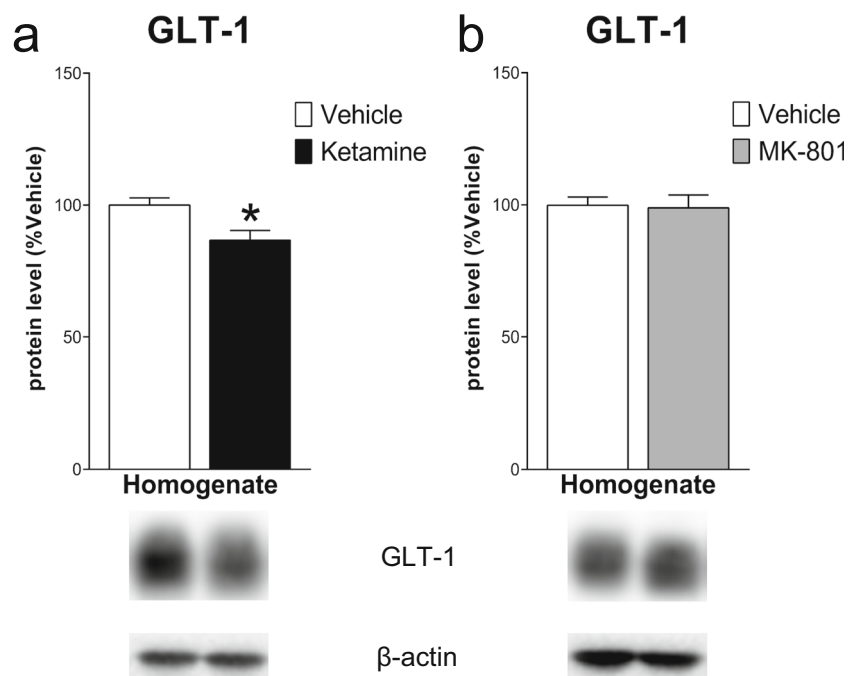 a
GLT-1
150
100
50
0
protein level (%Vehicle)
Vehicle
Ketamine
*
Homogenate
b
GLT-1
150
100
50
0
protein level (%Vehicle)
Vehicle
MK-801
Homogenate
GLT-1
β-actin